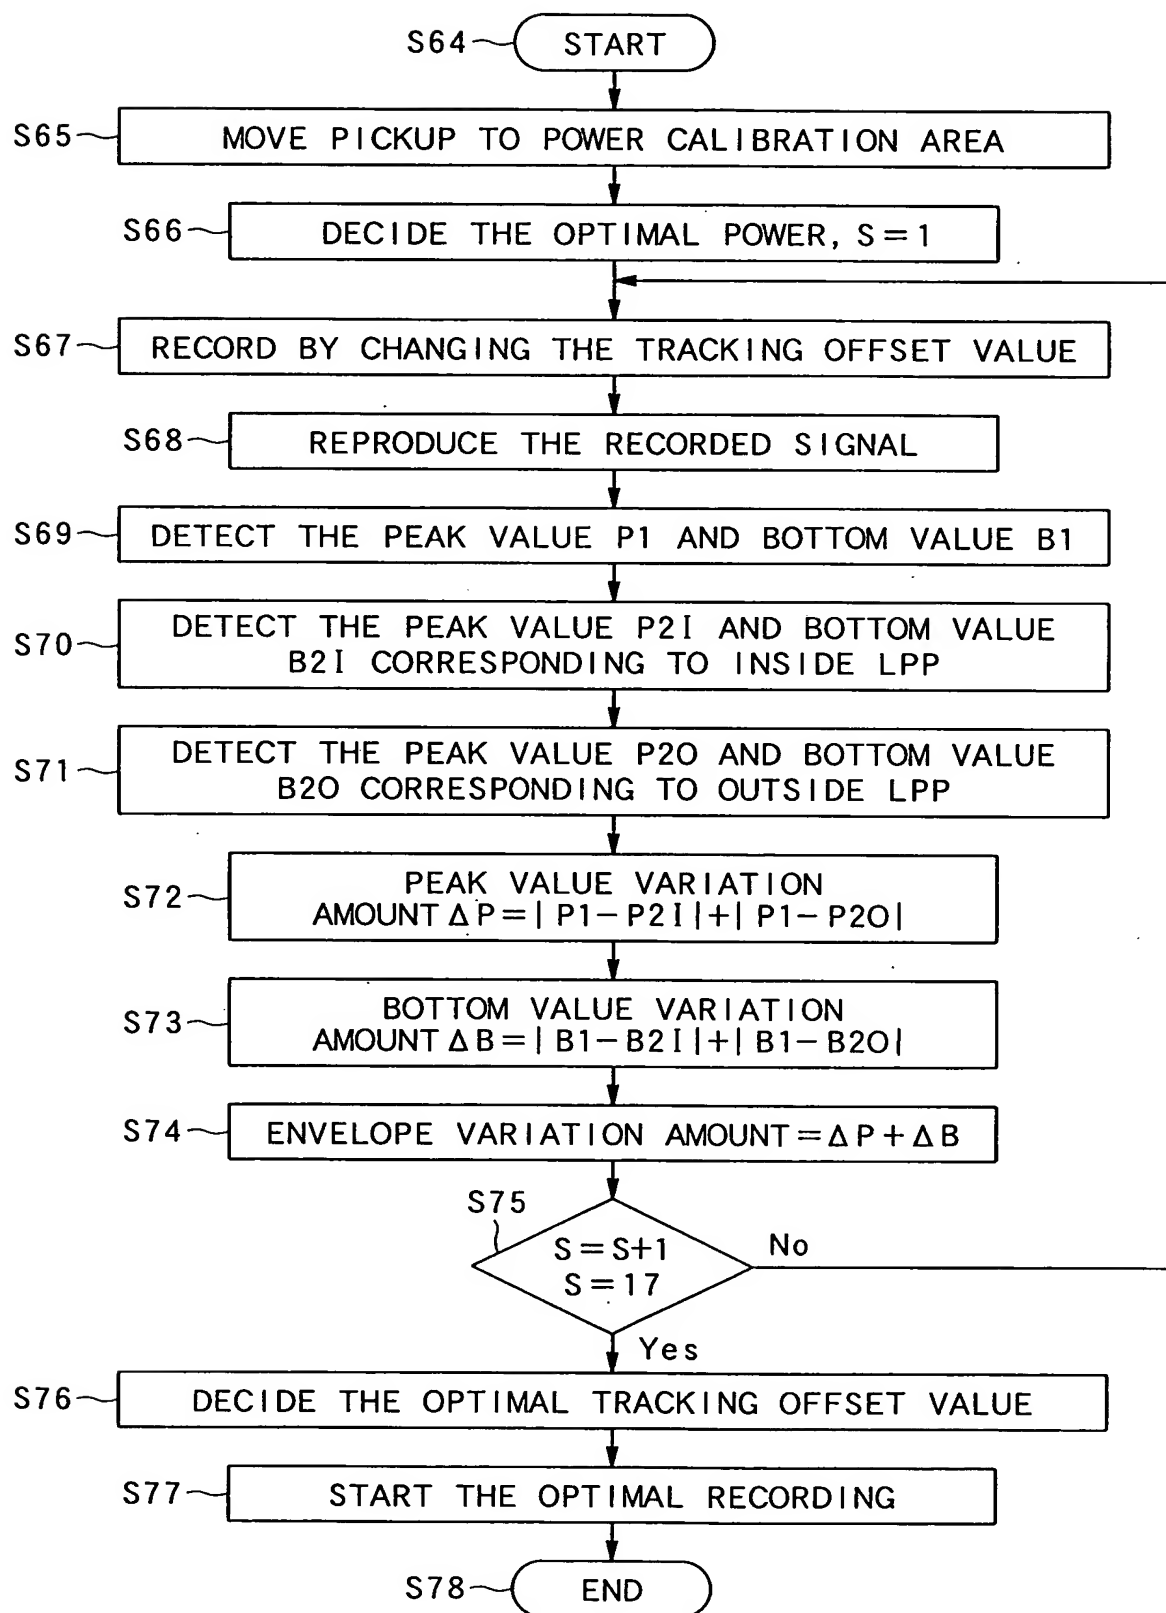 S64 START
S65 MOVE PICKUP TO POWER CALIBRATION AREA
S66 DECIDE THE OPTIMAL POWER, S=1
S67 RECORD BY CHANGING THE TRACKING OFFSET VALUE
S68 REPRODUCE THE RECORDED SIGNAL
S69 DETECT THE PEAK VALUE P1 AND BOTTOM VALUE B1
S70 DETECT THE PEAK VALUE P2I AND BOTTOM VALUE
B2I CORRESPONDING TO INSIDE LPP
S71 DETECT THE PEAK VALUE P2O AND BOTTOM VALUE
B2O CORRESPONDING TO OUTSIDE LPP
S72 PEAK VALUE VARIATION
AMOUNT ΔP=|P1-P2I|+|P1-P2O|
S73 BOTTOM VALUE VARIATION
AMOUNT ΔB=|B1-B2I|+|B1-B2O|
S74 ENVELOPE VARIATION AMOUNT=ΔP+ΔB
S75
S=S+1 No
S=17
Yes
S76 DECIDE THE OPTIMAL TRACKING OFFSET VALUE
S77 START THE OPTIMAL RECORDING
S78 END